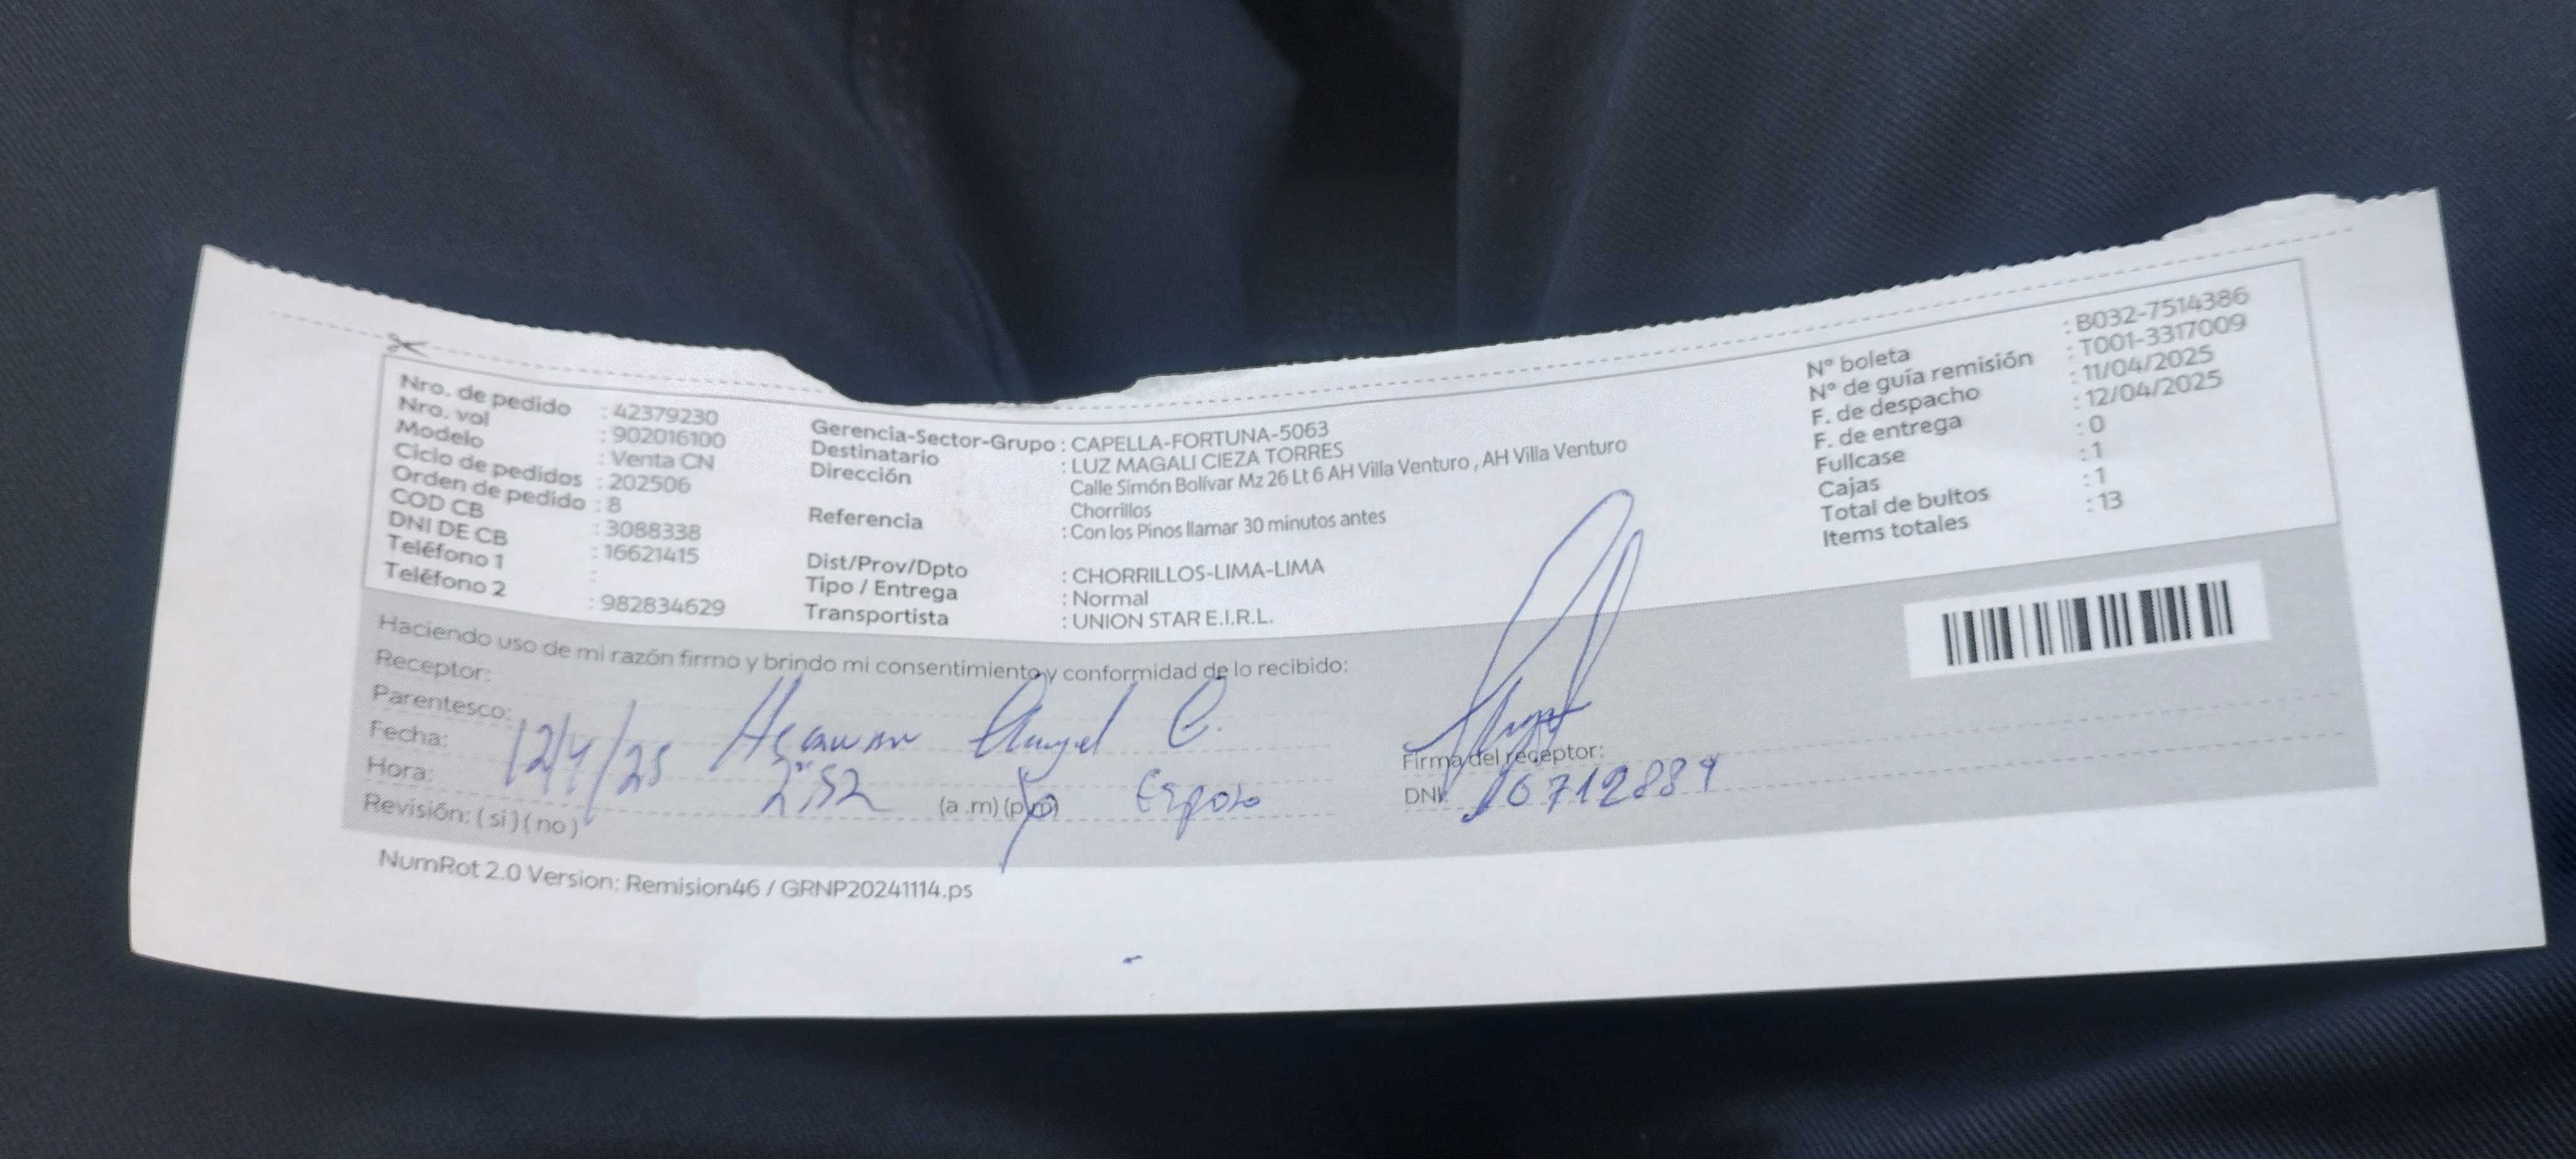 Nro. de pedido : 42379230
Nro. vol : 902016100
Modelo : Venta CN
Ciclo de pedidos : 202506
Orden de pedido : 8
COD CB : 3088338
DNI DE CB : 16621415
Teléfono 1 :
Teléfono 2 : 982834629
Gerencia-Sector-Grupo : CAPELLA-FORTUNA-5063
Destinatario : LUZ MAGALI CIEZA TORRES
Dirección Calle Simón Bolívar Mz 26 Lt 6 AH Villa Venturo , AH Villa Venturo
Chorrillos
Referencia : Con los Pinos llamar 30 minutos antes
Dist/Prov/Dpto : CHORRILLOS-LIMA-LIMA
Tipo / Entrega : Normal
Transportista : UNION STAR E.I.R.L.
N° boleta : B032-7514386
N° de guía remisión : T001-3317009
F. de despacho : 11/04/2025
F. de entrega : 12/04/2025
Fullcase : 0
Cajas : 1
Total de bultos : 1
Items totales : 13
Haciendo uso de mi razón firmo y brindo mi consentimiento y conformidad de lo recibido:
Receptor:
Parentesco:
Fecha: 12/4/25
Hora: 2:52 (a .m) (p.m) Esposo
Revisión: ( si ) ( no )
Firma del receptor:
DNI:
NumRot 2.0 Version: Remision46 / GRNP20241114.ps